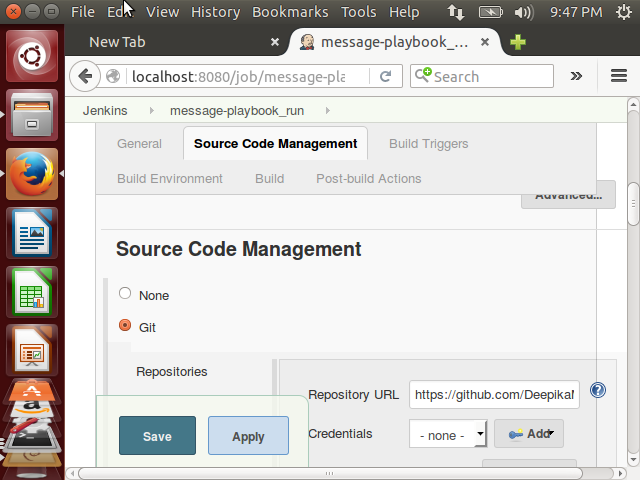 File Edit View History Bookmarks Tools Help 9:47 PM
New Tab message-playbook_...
localhost:8080/job/message-pla Search
Jenkins message-playbook_run
General Source Code Management Build Triggers
Build Environment Build Post-build Actions
Advanced...
Source Code Management
None
Git
Repositories
Repository URL https://github.com/Deepika
Credentials - none - Add
Save Apply